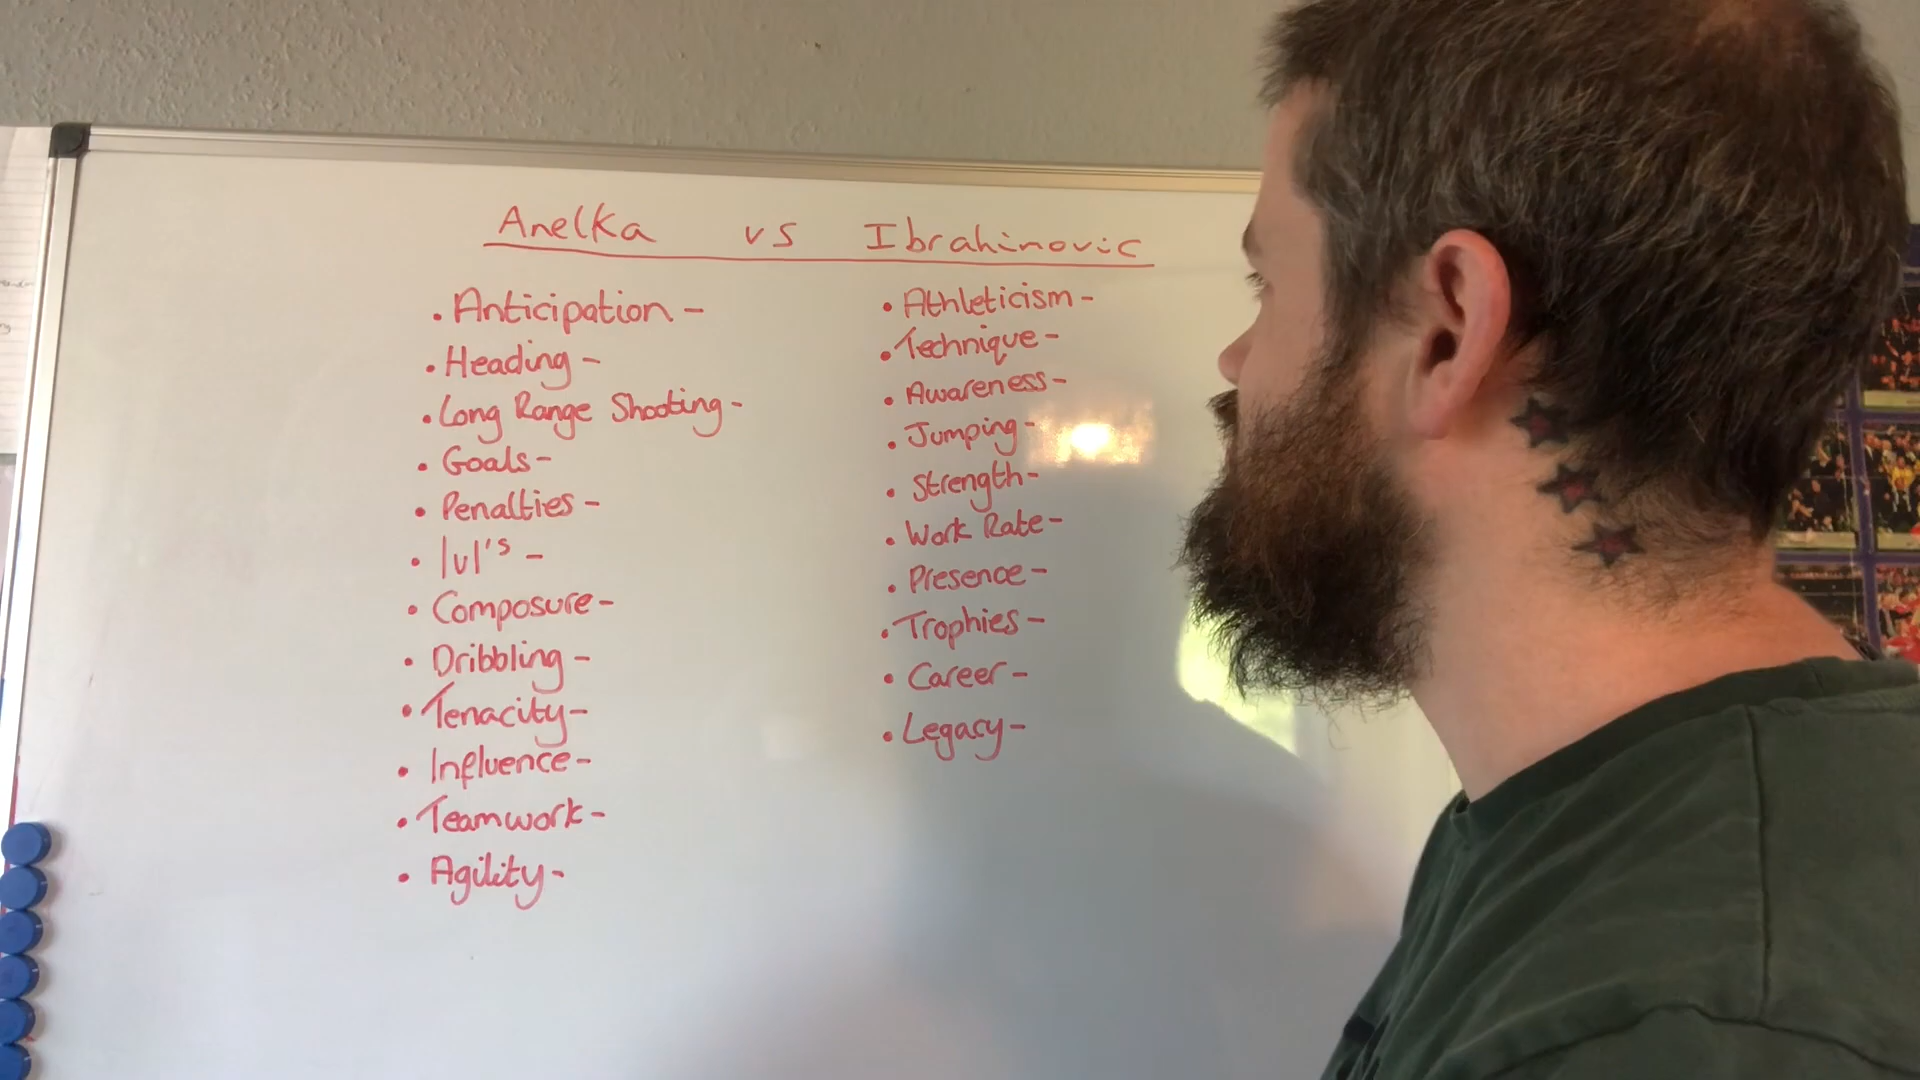 Anelka vs Ibrahinovic
• Anticipation -
• Heading -
• Long Range Shooting -
• Goals -
• Penalties -
• 1v1's -
• Composure -
• Dribbling -
• Tenacity -
• Influence -
• Teamwork -
• Agility -
• Athleticism -
• Technique -
• Awareness -
• Jumping -
• Strength -
• Work Rate -
• Presence -
• Trophies -
• Career -
• Legacy -